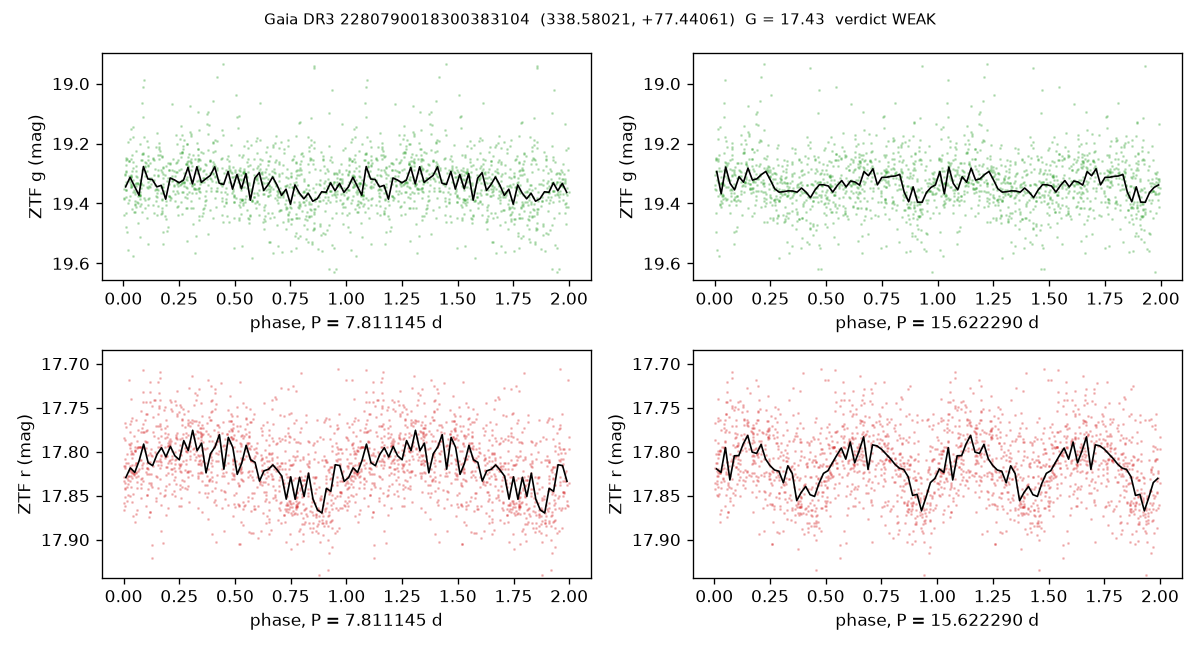 Gaia DR3 2280790018300383104  (338.58021, +77.44061)  G = 17.43  verdict WEAK
ZTF g (mag)
19.0
19.2
19.4
19.6
0.00 0.25 0.50 0.75 1.00 1.25 1.50 1.75 2.00
phase, P = 7.811145 d
ZTF g (mag)
19.0
19.2
19.4
19.6
0.00 0.25 0.50 0.75 1.00 1.25 1.50 1.75 2.00
phase, P = 15.622290 d
ZTF r (mag)
17.70
17.75
17.80
17.85
17.90
0.00 0.25 0.50 0.75 1.00 1.25 1.50 1.75 2.00
phase, P = 7.811145 d
ZTF r (mag)
17.70
17.75
17.80
17.85
17.90
0.00 0.25 0.50 0.75 1.00 1.25 1.50 1.75 2.00
phase, P = 15.622290 d